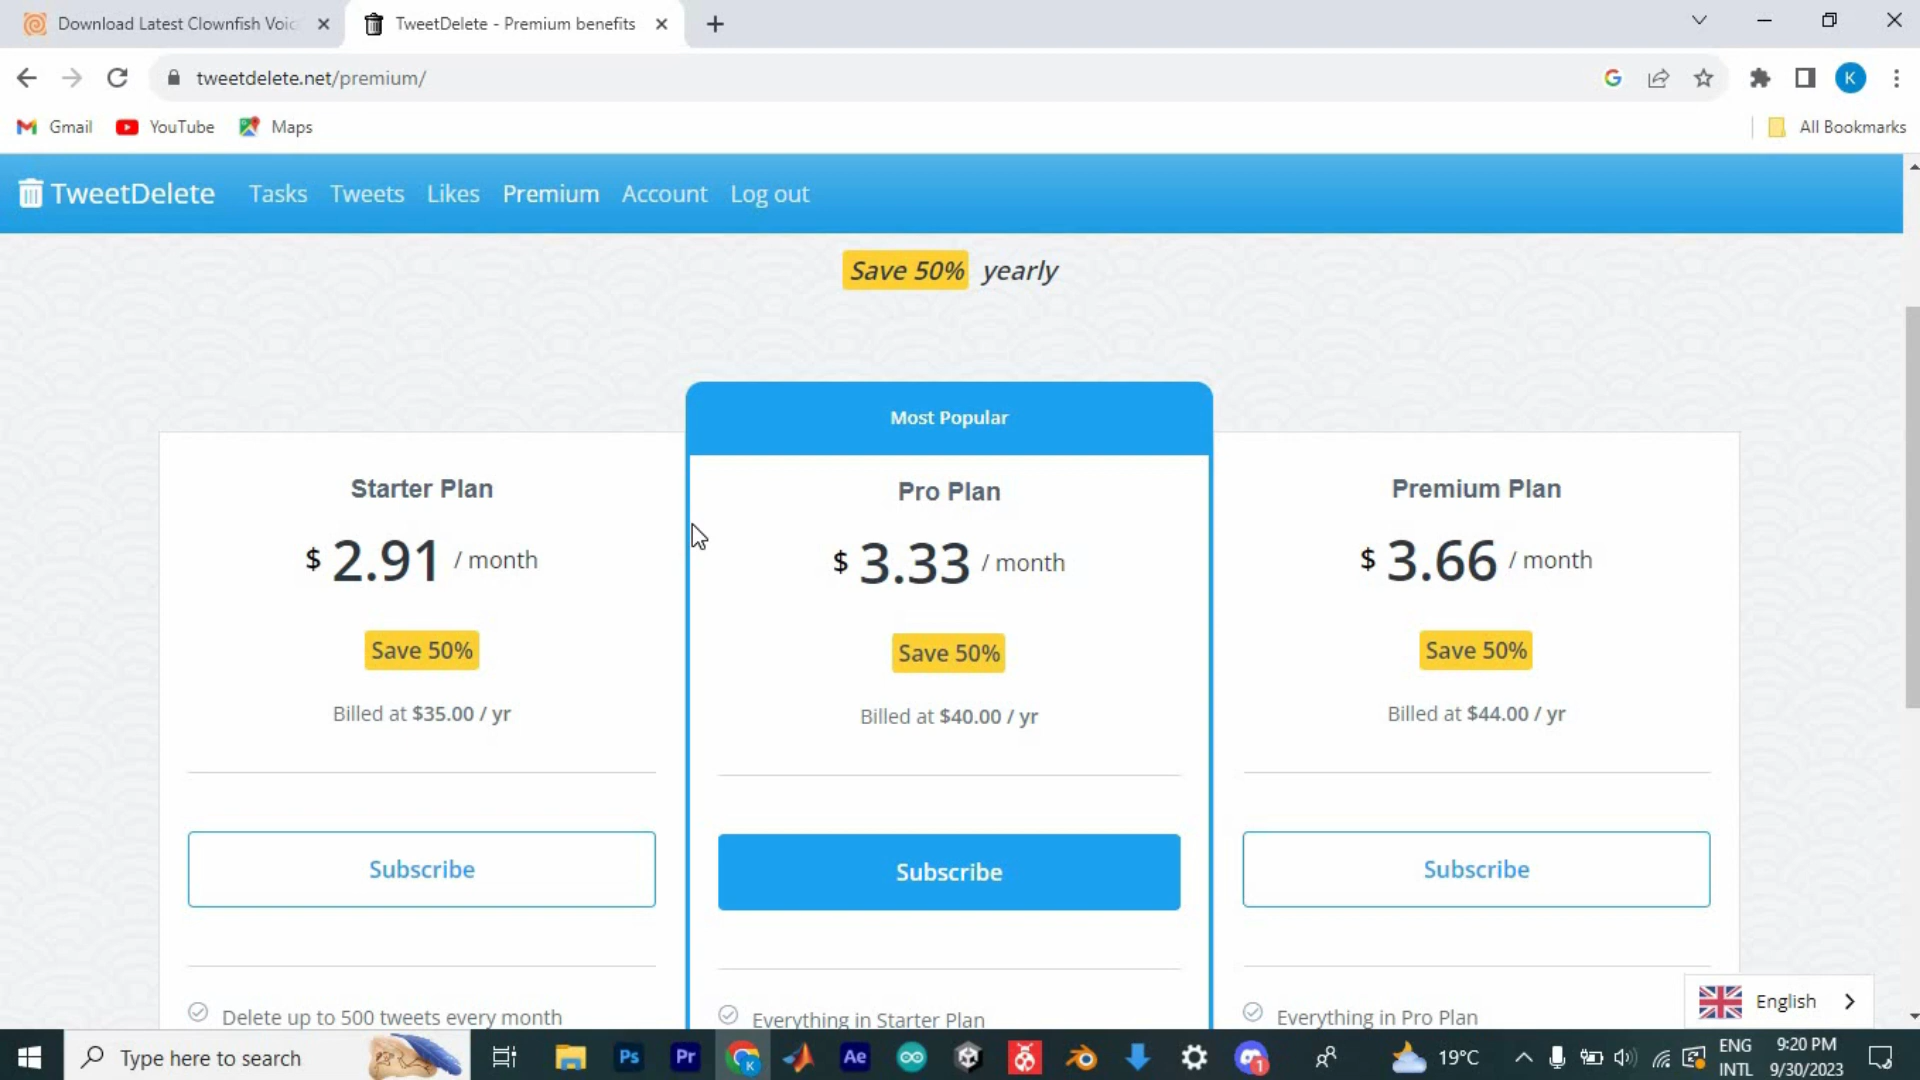 Download Latest Clownfish Voic
TweetDelete - Premium benefits
tweetdelete.net/premium/
K
Gmail
YouTube
Maps
All Bookmarks
TweetDelete
Tasks
Tweets
Likes
Premium
Account
Log out
Save 50% yearly
Most Popular
Starter Plan
$ 2.91 / month
Save 50%
Billed at $35.00 / yr
Subscribe
Delete up to 500 tweets every month
Pro Plan
$ 3.33 / month
Save 50%
Billed at $40.00 / yr
Subscribe
Everything in Starter Plan
Premium Plan
$ 3.66 / month
Save 50%
Billed at $44.00 / yr
Subscribe
Everything in Pro Plan
English
Type here to search
Ps
Pr
K
Ae
1
19°C
ENG
INTL
9:20 PM
9/30/2023